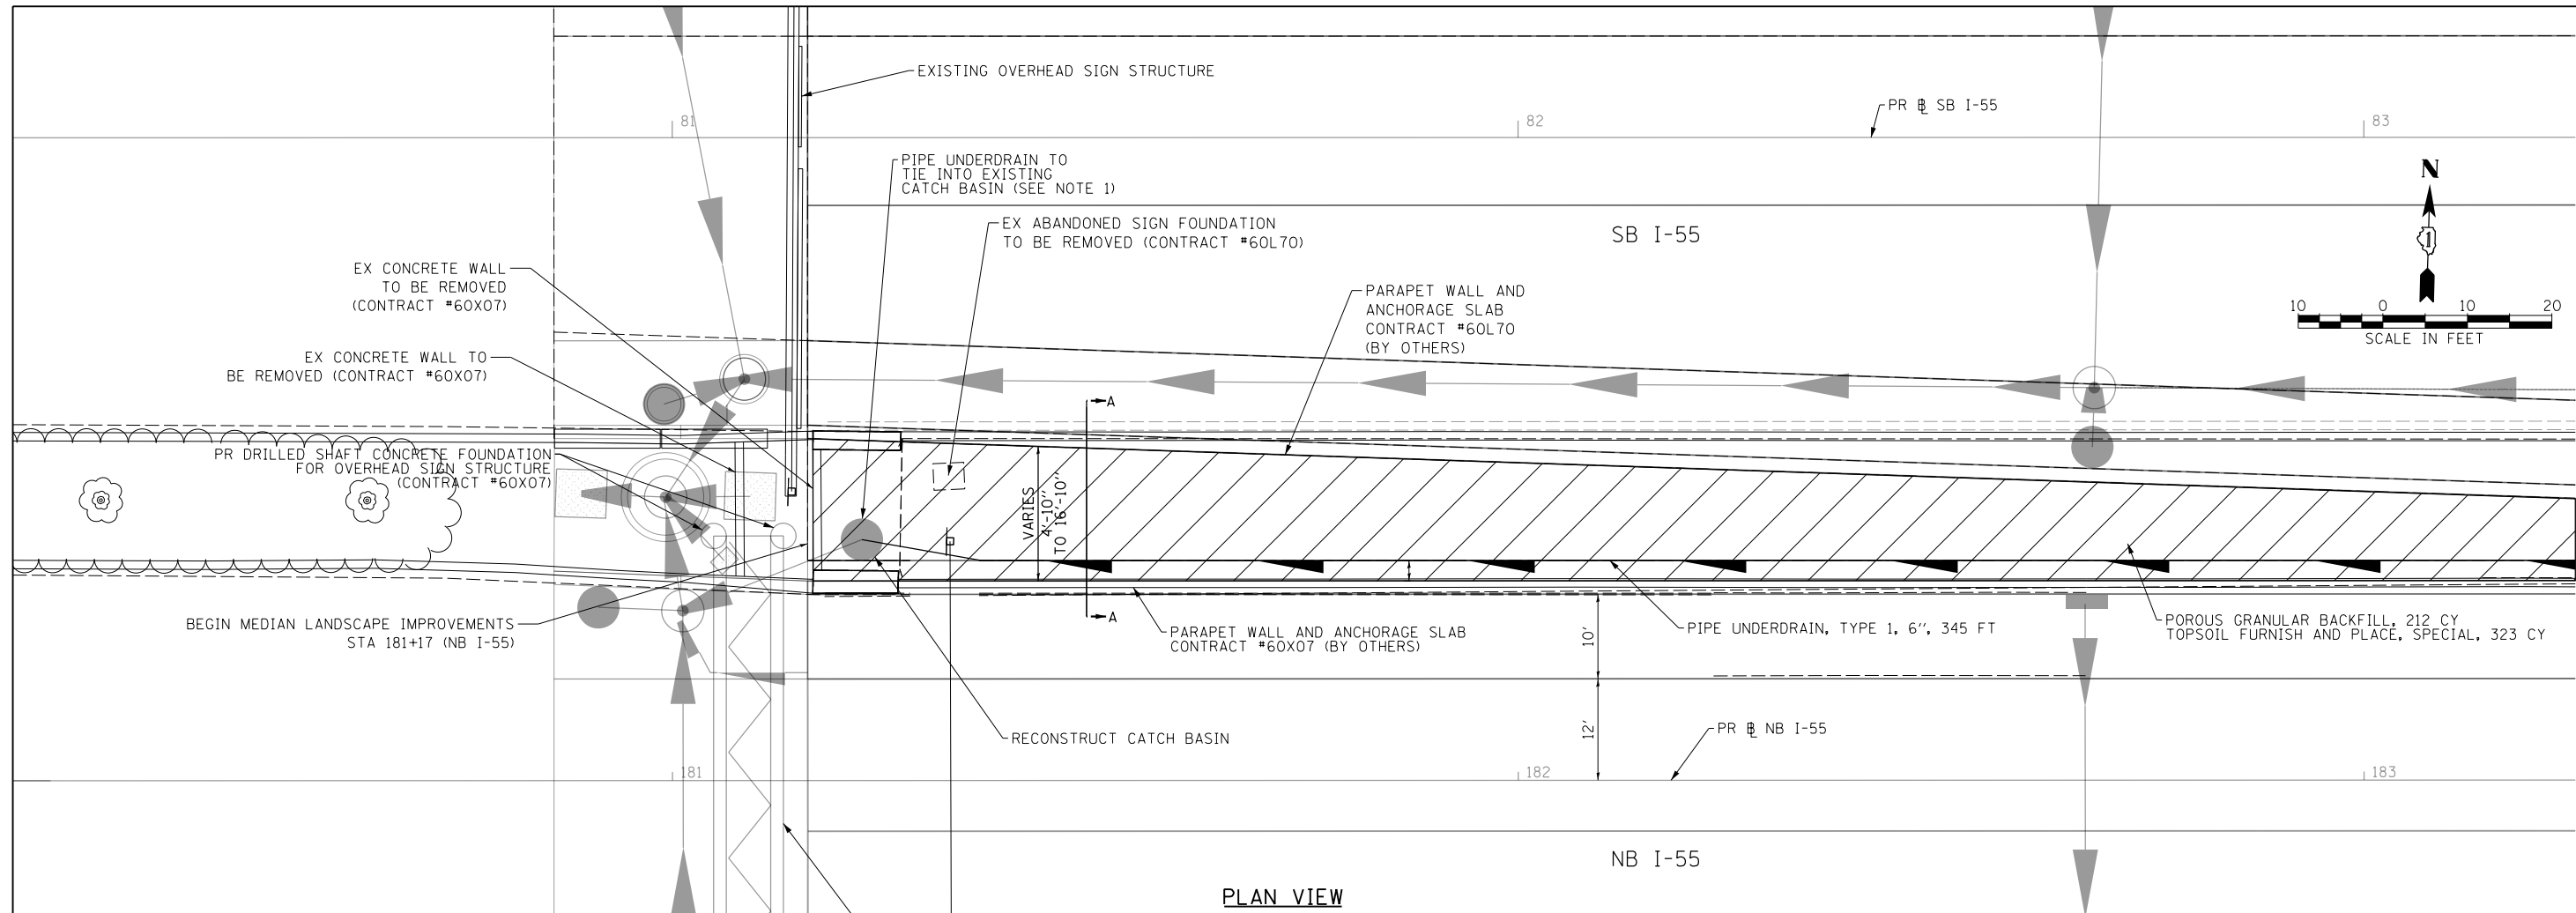 EXISTING OVERHEAD SIGN STRUCTURE
PR ⅊ SB I-55
81
82
83
PIPE UNDERDRAIN TO
TIE INTO EXISTING
CATCH BASIN (SEE NOTE 1)
N
1
EX ABANDONED SIGN FOUNDATION
TO BE REMOVED (CONTRACT #60L70)
SB I-55
EX CONCRETE WALL
TO BE REMOVED
(CONTRACT #60X07)
PARAPET WALL AND
ANCHORAGE SLAB
CONTRACT #60L70
(BY OTHERS)
10 0 10 20
SCALE IN FEET
EX CONCRETE WALL TO
BE REMOVED (CONTRACT #60X07)
A
PR DRILLED SHAFT CONCRETE FOUNDATION
FOR OVERHEAD SIGN STRUCTURE
(CONTRACT #60X07)
VARIES
4'-10"
TO 16'-10"
A
BEGIN MEDIAN LANDSCAPE IMPROVEMENTS
STA 181+17 (NB I-55)
PARAPET WALL AND ANCHORAGE SLAB
CONTRACT #60X07 (BY OTHERS)
10'
PIPE UNDERDRAIN, TYPE 1, 6", 345 FT
POROUS GRANULAR BACKFILL, 212 CY
TOPSOIL FURNISH AND PLACE, SPECIAL, 323 CY
RECONSTRUCT CATCH BASIN
12'
PR ⅊ NB I-55
181
182
183
NB I-55
PLAN VIEW